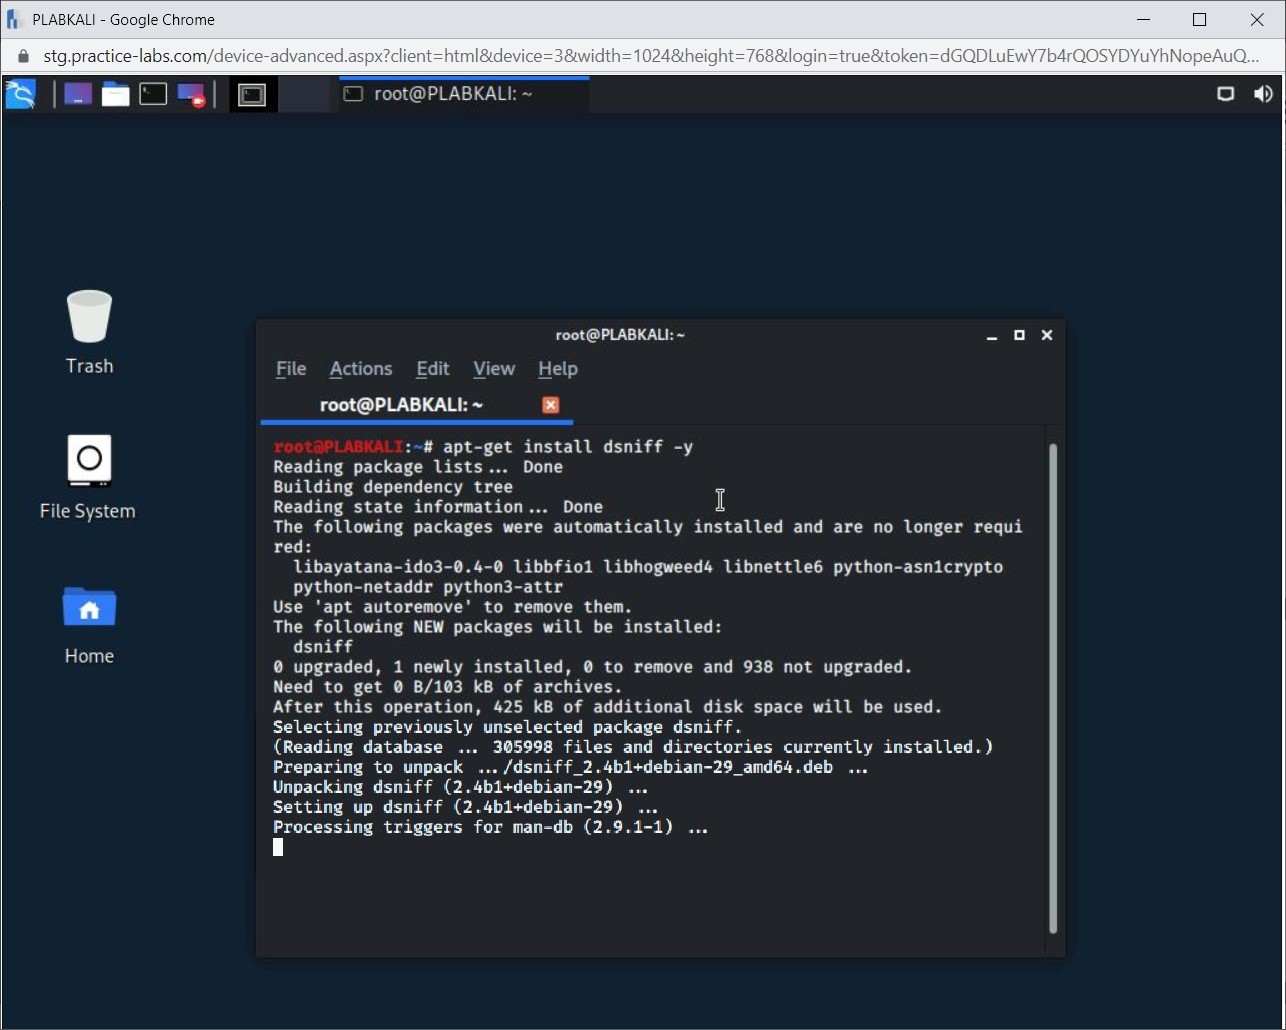 PLABKALI - Google Chrome
stg.practice-labs.com/device-advanced.aspx?client=html&device=3&width=1024&height=768&login=true&token=dGQDLuEwY7b4rQOSYDYuYhNopeAuQ...
root@PLABKALI: ~
Trash
File System
Home
root@PLABKALI: ~
File Actions Edit View Help
root@PLABKALI: ~
root@PLABKALI:~# apt-get install dsniff -y
Reading package lists... Done
Building dependency tree
Reading state information... Done
The following packages were automatically installed and are no longer requi
red:
libayatana-ido3-0.4-0 libbfio1 libhogweed4 libnettle6 python-asn1crypto
python-netaddr python3-attr
Use 'apt autoremove' to remove them.
The following NEW packages will be installed:
dsniff
0 upgraded, 1 newly installed, 0 to remove and 938 not upgraded.
Need to get 0 B/103 kB of archives.
After this operation, 425 kB of additional disk space will be used.
Selecting previously unselected package dsniff.
(Reading database ... 305998 files and directories currently installed.)
Preparing to unpack .../dsniff_2.4b1+debian-29_amd64.deb ...
Unpacking dsniff (2.4b1+debian-29) ...
Setting up dsniff (2.4b1+debian-29) ...
Processing triggers for man-db (2.9.1-1) ...